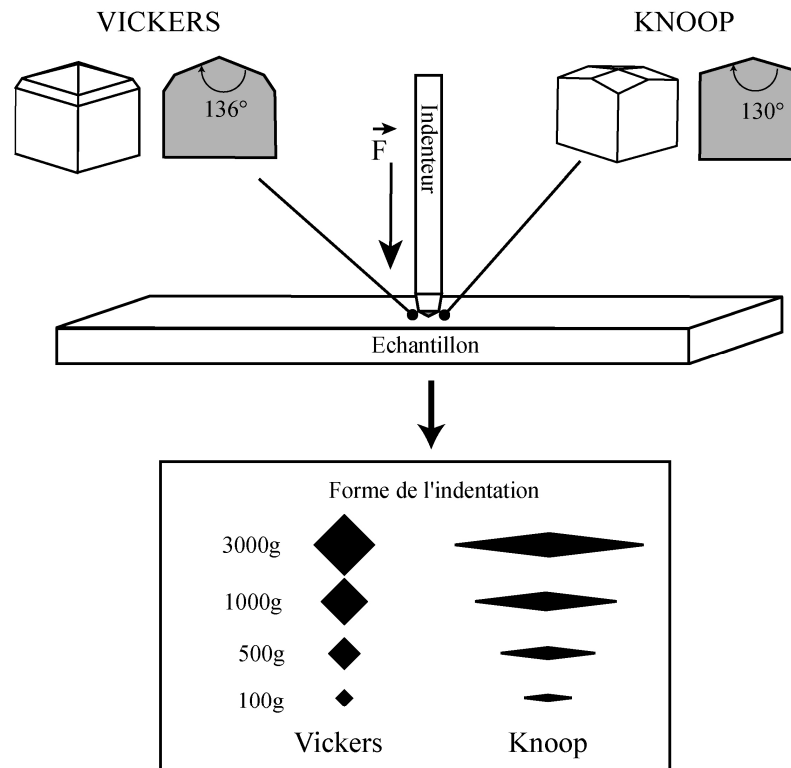 VICKERS
KNOOP
136°
130°
F
Indenteur
Echantillon
Forme de l'indentation
3000g
1000g
500g
100g
Vickers
Knoop